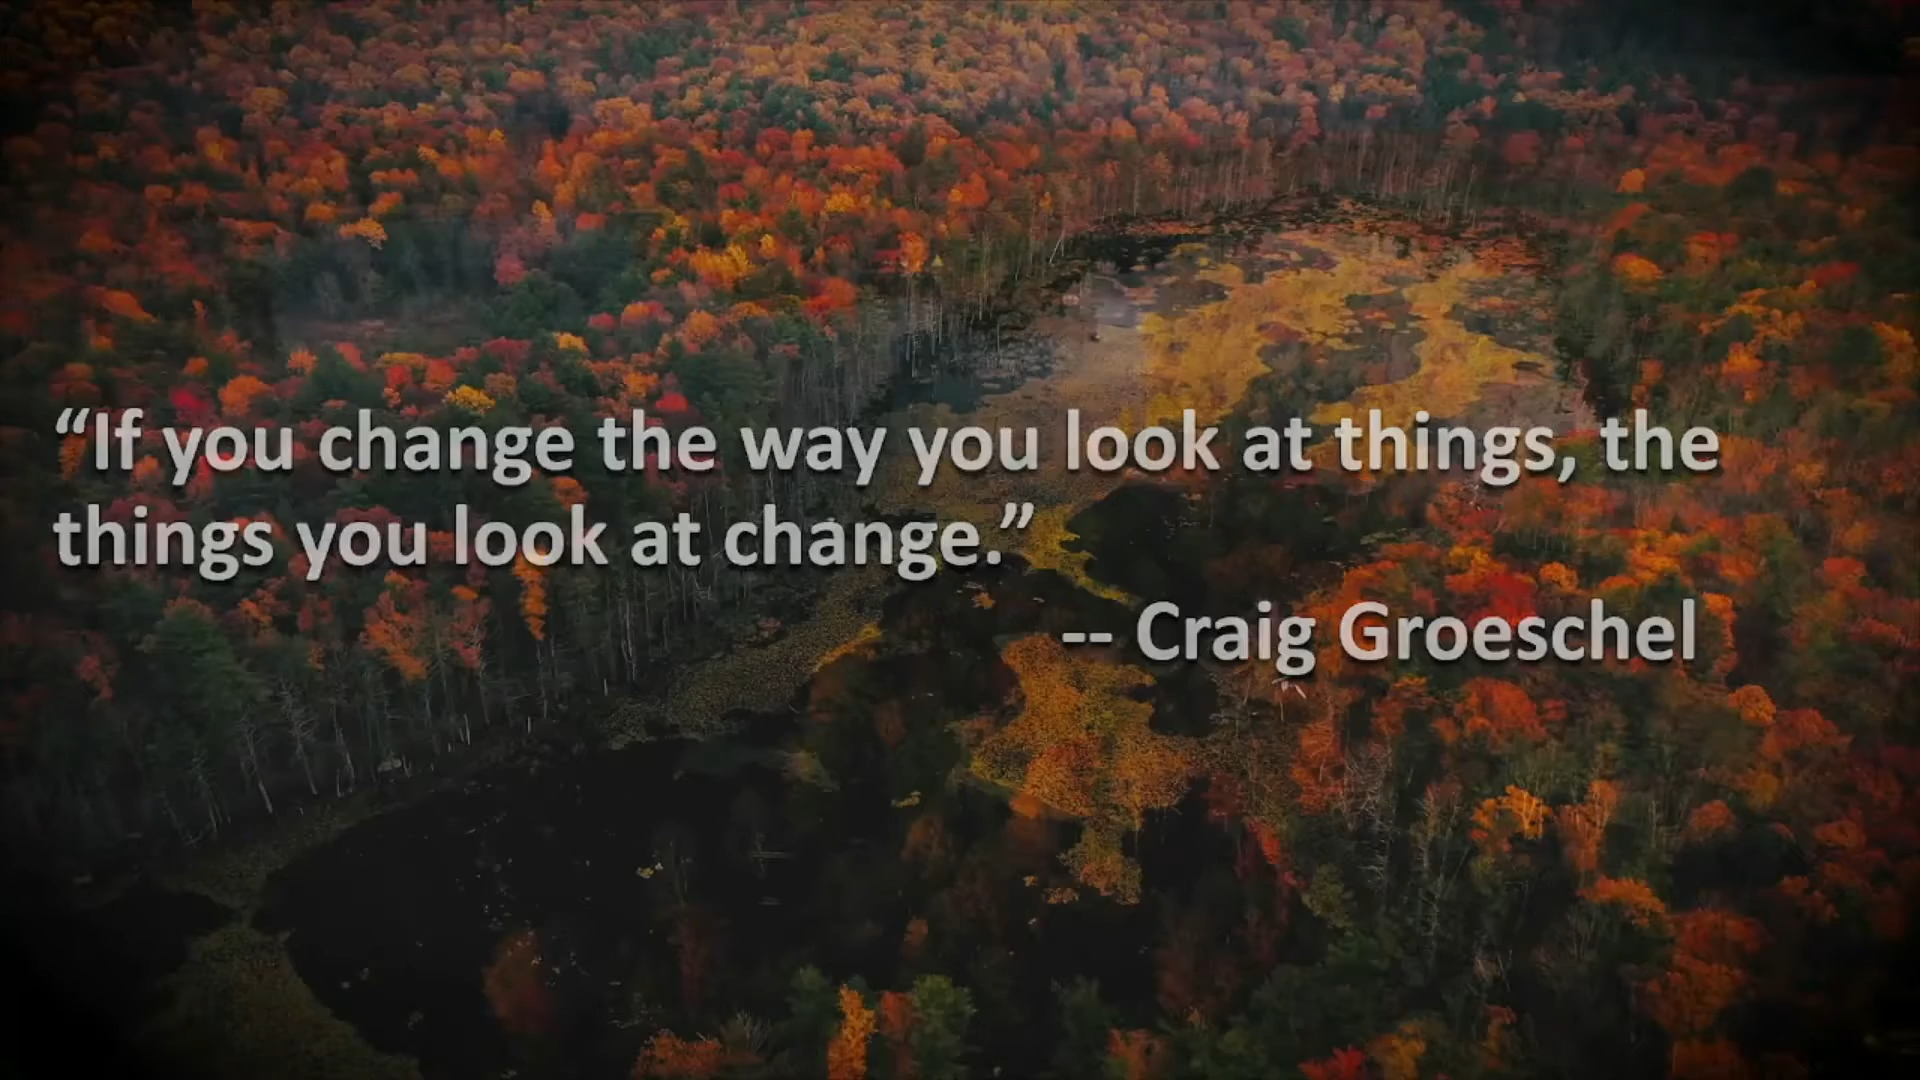 “If you change the way you look at things, the
things you look at change.”
-- Craig Groeschel